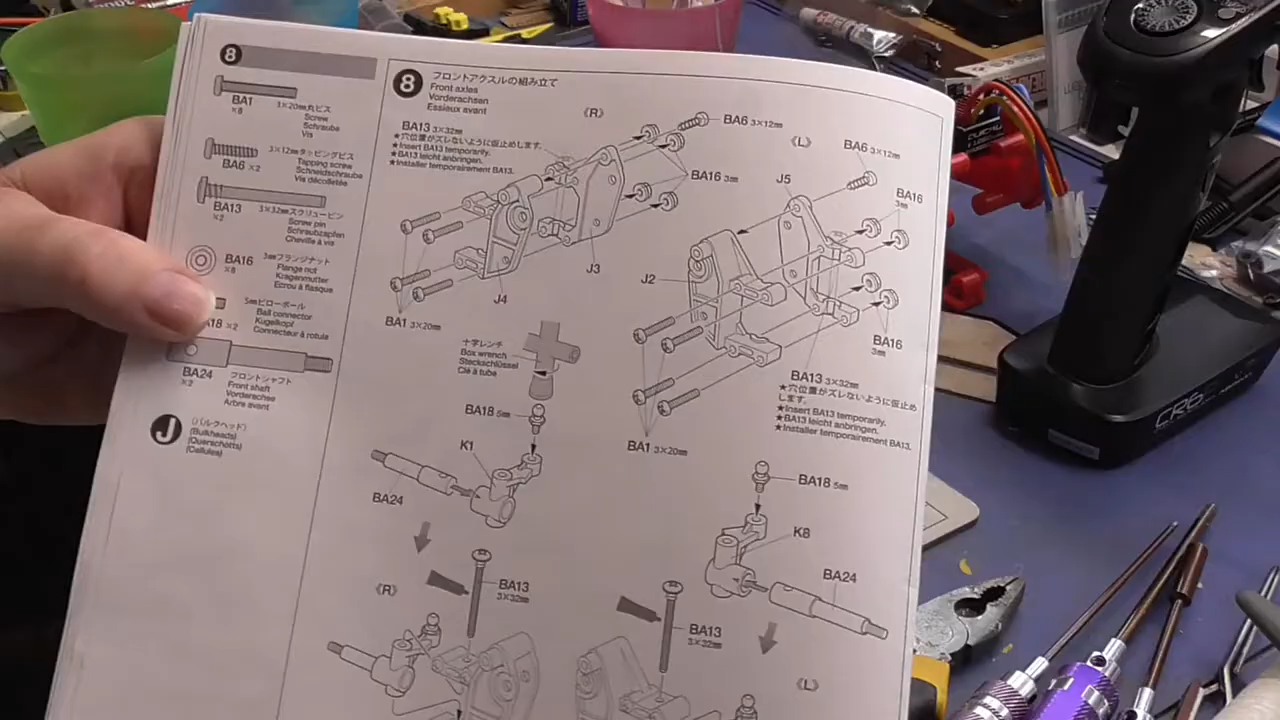 8
BA1
×8
3×20㎜丸ビス
Screw
Schraube
Vis
BA6 ×2
3×12㎜タッピングビス
Tapping screw
Schneidschraube
Vis décolletée
BA13
×2
3×32㎜スクリューピン
Screw pin
Schraubzapfen
Cheville à vis
BA16
×8
3㎜フランジナット
Flange nut
Kragenmutter
Ecrou à flasque
A18 ×2
5㎜ピローボール
Ball connector
Kugelkopf
Connecteur à rotule
BA24
×2
フロントシャフト
Front shaft
Vorderachse
Arbre avant
J
(バルクヘッド)
(Bulkheads)
(Querschotts)
(Cellules)
8
フロントアクスルの組み立て
Front axles
Vorderachsen
Essieux avant
《R》
BA13 3×32㎜
★穴位置がズレないように仮止めします。
★Insert BA13 temporarily.
★BA13 leicht anbringen.
★Installer temporairement BA13.
BA6 3×12㎜
BA16 3㎜
J3
J4
BA1 3×20㎜
《L》
BA6 3×12㎜
J5
BA16
3㎜
J2
BA16
3㎜
BA1 3×20㎜
BA13 3×32㎜
★穴位置がズレないように仮止め
します。
★Insert BA13 temporarily.
★BA13 leicht anbringen.
★Installer temporairement BA13.
十字レンチ
Box wrench
Steckschlüssel
Clé à tube
BA18 5㎜
K1
BA24
BA18 5㎜
K8
BA24
《R》
BA13
3×32㎜
BA13
3×32㎜
《L》
CR6